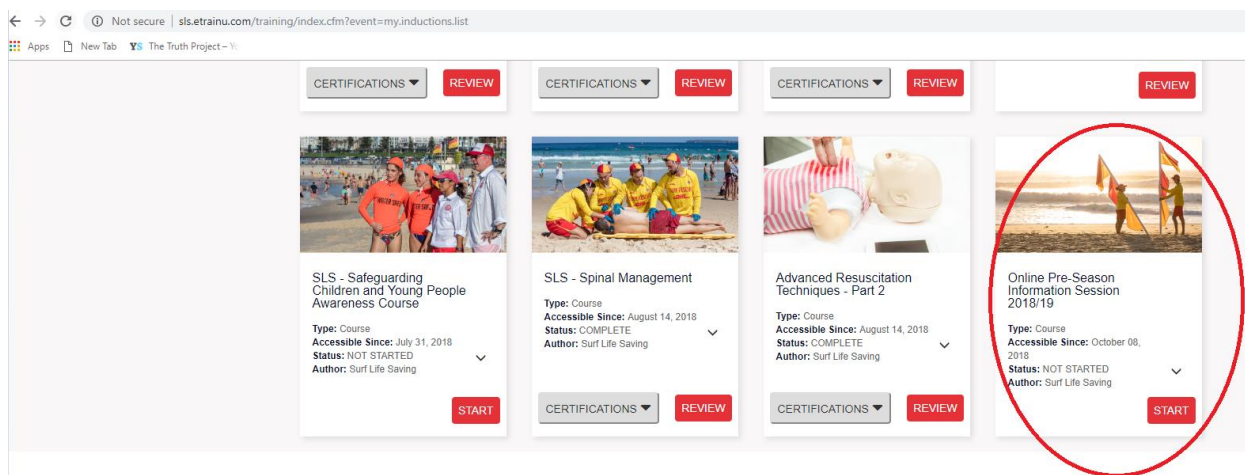 Not secure | sls.etrainu.com/training/index.cfm?event=my.inductions.list
Apps New Tab YS The Truth Project – Yo
CERTIFICATIONS REVIEW
CERTIFICATIONS REVIEW
CERTIFICATIONS REVIEW
REVIEW
SLS - Safeguarding
Children and Young People
Awareness Course
Type: Course
Accessible Since: July 31, 2018
Status: NOT STARTED
Author: Surf Life Saving
START
SLS - Spinal Management
Type: Course
Accessible Since: August 14, 2018
Status: COMPLETE
Author: Surf Life Saving
CERTIFICATIONS REVIEW
Advanced Resuscitation
Techniques - Part 2
Type: Course
Accessible Since: August 14, 2018
Status: COMPLETE
Author: Surf Life Saving
CERTIFICATIONS REVIEW
Online Pre-Season
Information Session
2018/19
Type: Course
Accessible Since: October 08,
2018
Status: NOT STARTED
Author: Surf Life Saving
START